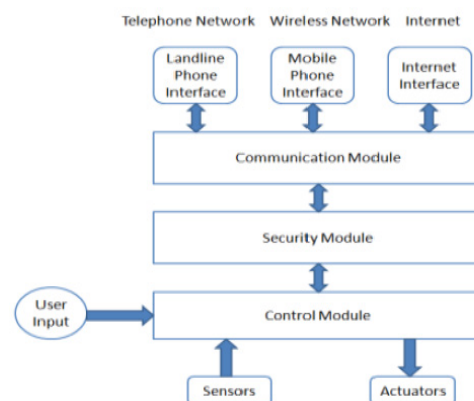 Telephone Network Wireless Network Internet
Landline
Phone
Interface
Mobile
Phone
Interface
Internet
Interface
Communication Module
Security Module
User
Input
Control Module
Sensors
Actuators